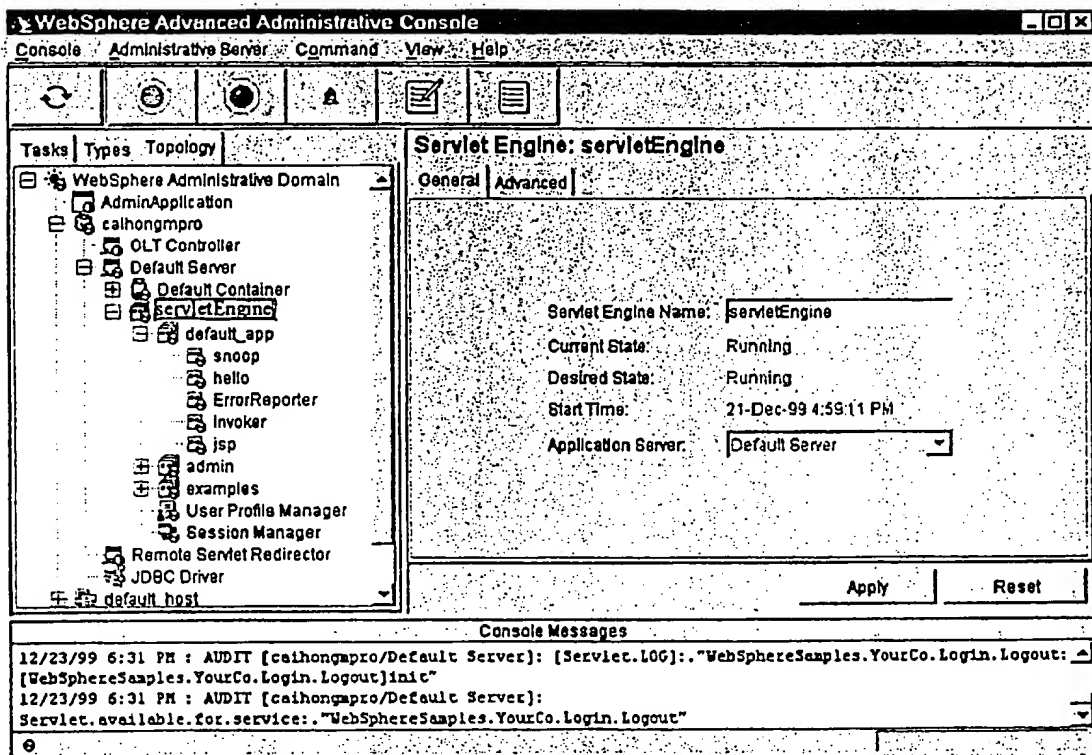 WebSphere Advanced Administrative Console
Console Administrative Server Command View Help
Tasks Types Topology
WebSphere Administrative Domain
AdminApplication
caihongmpro
OLT Controller
Default Server
Default Container
servletEngine
default_app
snoop
hello
ErrorReporter
Invoker
jsp
admin
examples
User Profile Manager
Session Manager
Remote Servlet Redirector
JDBC Driver
default_host
Servlet Engine: servletEngine
General Advanced
Servlet Engine Name: servletEngine
Current State: Running
Desired State: Running
Start Time: 21-Dec-99 4:59:11 PM
Application Server: Default Server
Apply Reset
Console Messages
12/23/99 6:31 PM : AUDIT [caihongmpro/Default Server]: [Servlet.LOG]:."WebSphereSamples.YourCo.Login.Logout:
[WebSphereSamples.YourCo.Login.Logout]init"
12/23/99 6:31 PM : AUDIT [caihongmpro/Default Server]:
Servlet.available.for.service:."WebSphereSamples.YourCo.Login.Logout"